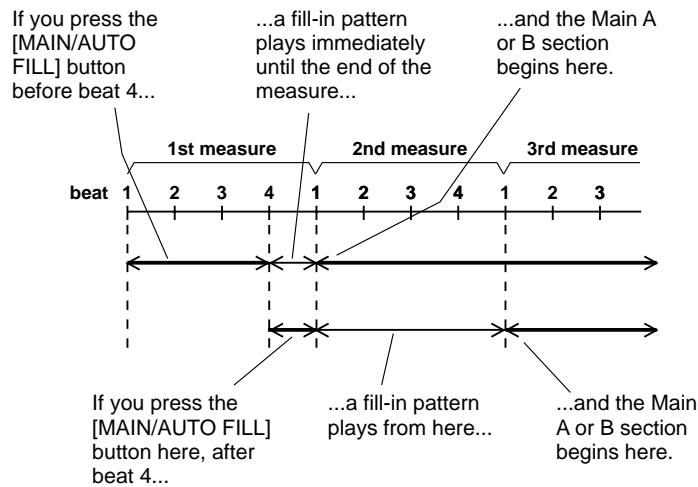 If you press the
[MAIN/AUTO
FILL] button
before beat 4...
...a fill-in pattern
plays immediately
until the end of the
measure...
...and the Main A
or B section
begins here.
1st measure 2nd measure 3rd measure
beat 1 2 3 4 1 2 3 4 1 2 3
If you press the
[MAIN/AUTO FILL]
button here, after
beat 4...
...a fill-in pattern
plays from here...
...and the Main
A or B section
begins here.